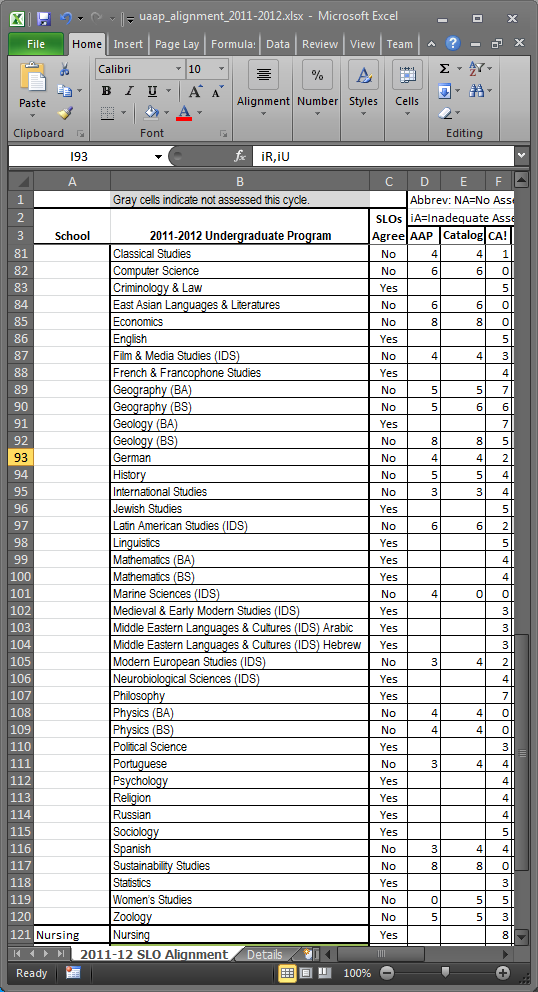 uaap_alignment_2011-2012.xlsx - Microsoft Excel
File Home Insert Page Lay Formula: Data Review View Team
Calibri 10
Paste B I U A A A Alignment % Number A Styles Cells Σ
Clipboard Font Editing
I93 fx iR,iU
A B C D E F
1 Gray cells indicate not assessed this cycle. Abbrev: NA=No Asse
2 SLOs iA=Inadequate Asse
3 School 2011-2012 Undergraduate Program Agree AAP Catalog CA!
81 Classical Studies No 4 4 1
82 Computer Science No 6 6 0
83 Criminology & Law Yes 5
84 East Asian Languages & Literatures No 6 6 0
85 Economics No 8 8 0
86 English Yes 5
87 Film & Media Studies (IDS) No 4 4 3
88 French & Francophone Studies Yes 4
89 Geography (BA) No 5 5 7
90 Geography (BS) No 5 6 6
91 Geology (BA) Yes 7
92 Geology (BS) No 8 8 5
93 German No 4 4 2
94 History No 5 5 4
95 International Studies No 3 3 4
96 Jewish Studies Yes 5
97 Latin American Studies (IDS) No 6 6 2
98 Linguistics Yes 5
99 Mathematics (BA) Yes 4
100 Mathematics (BS) Yes 4
101 Marine Sciences (IDS) No 4 0 0
102 Medieval & Early Modern Studies (IDS) Yes 3
103 Middle Eastern Languages & Cultures (IDS) Arabic Yes 3
104 Middle Eastern Languages & Cultures (IDS) Hebrew Yes 3
105 Modern European Studies (IDS) No 3 4 2
106 Neurobiological Sciences (IDS) Yes 4
107 Philosophy Yes 7
108 Physics (BA) No 4 4 0
109 Physics (BS) No 4 4 0
110 Political Science Yes 3
111 Portuguese No 3 4 4
112 Psychology Yes 4
113 Religion Yes 4
114 Russian Yes 4
115 Sociology Yes 5
116 Spanish No 3 4 4
117 Sustainability Studies No 8 8 0
118 Statistics Yes 3
119 Women's Studies No 0 5 5
120 Zoology No 5 5 3
121 Nursing Nursing Yes 8
2011-12 SLO Alignment Details
Ready 100%